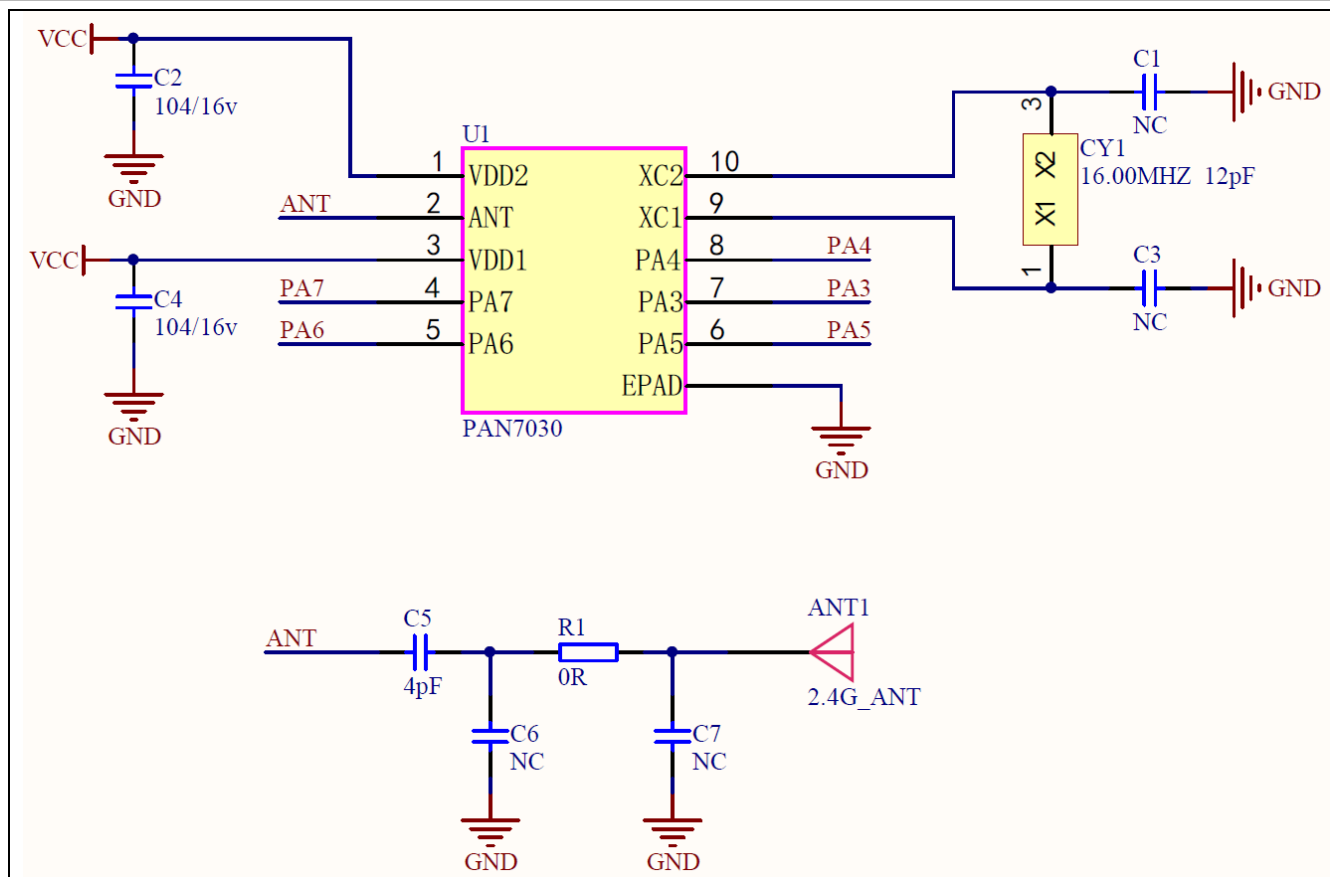 VCC
C2
104/16v
GND
VCC
C4
104/16v
GND
ANT
PA7
PA6
U1
1 VDD2
2 ANT
3 VDD1
4 PA7
5 PA6
XC2 10
XC1 9
PA4 8
PA3 7
PA5 6
EPAD
PAN7030
PA4
PA3
PA5
GND
C1
NC
GND
3
X2
X1
1
CY1
16.00MHZ 12pF
C3
NC
GND
ANT
C5
4pF
R1
0R
C6
NC
GND
C7
NC
GND
ANT1
2.4G_ANT